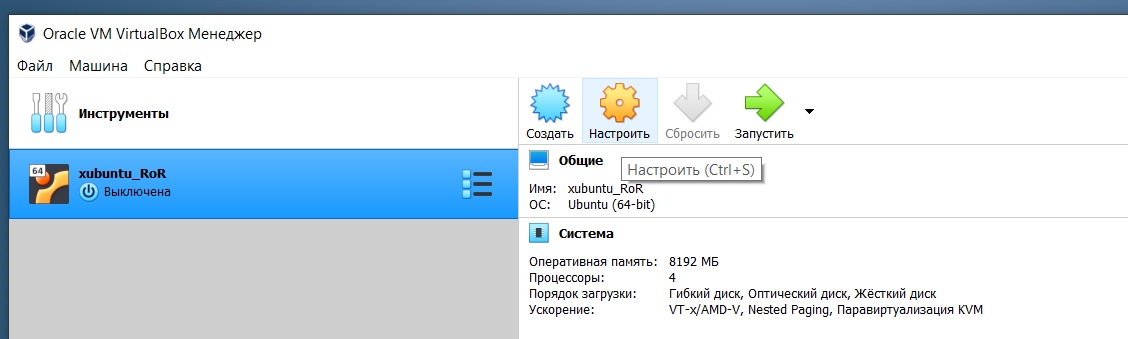 Oracle VM VirtualBox Менеджер
Файл Машина Справка
Инструменты
Создать Настроить Сбросить Запустить
64
xubuntu_RoR
Выключена
Общие
Настроить (Ctrl+S)
Имя: xubuntu_RoR
ОС: Ubuntu (64-bit)
Система
Оперативная память: 8192 МБ
Процессоры: 4
Порядок загрузки: Гибкий диск, Оптический диск, Жёсткий диск
Ускорение: VT-x/AMD-V, Nested Paging, Паравиртуализация KVM